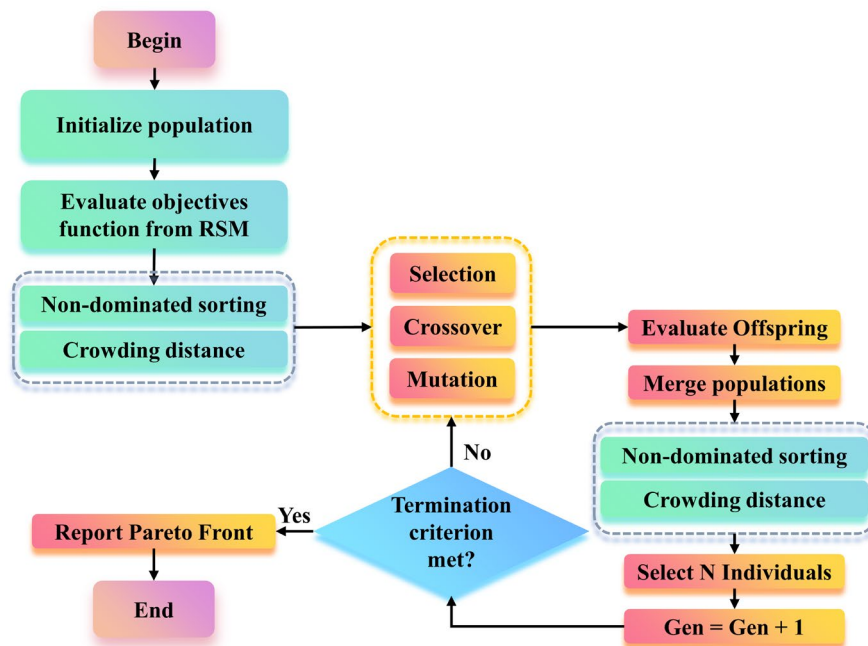 Begin
Initialize population
Evaluate objectives
function from RSM
Non-dominated sorting
Crowding distance
Selection
Crossover
Mutation
Evaluate Offspring
Merge populations
Non-dominated sorting
Crowding distance
Select N Individuals
Gen = Gen + 1
Termination
criterion
met?
No
Yes
Report Pareto Front
End